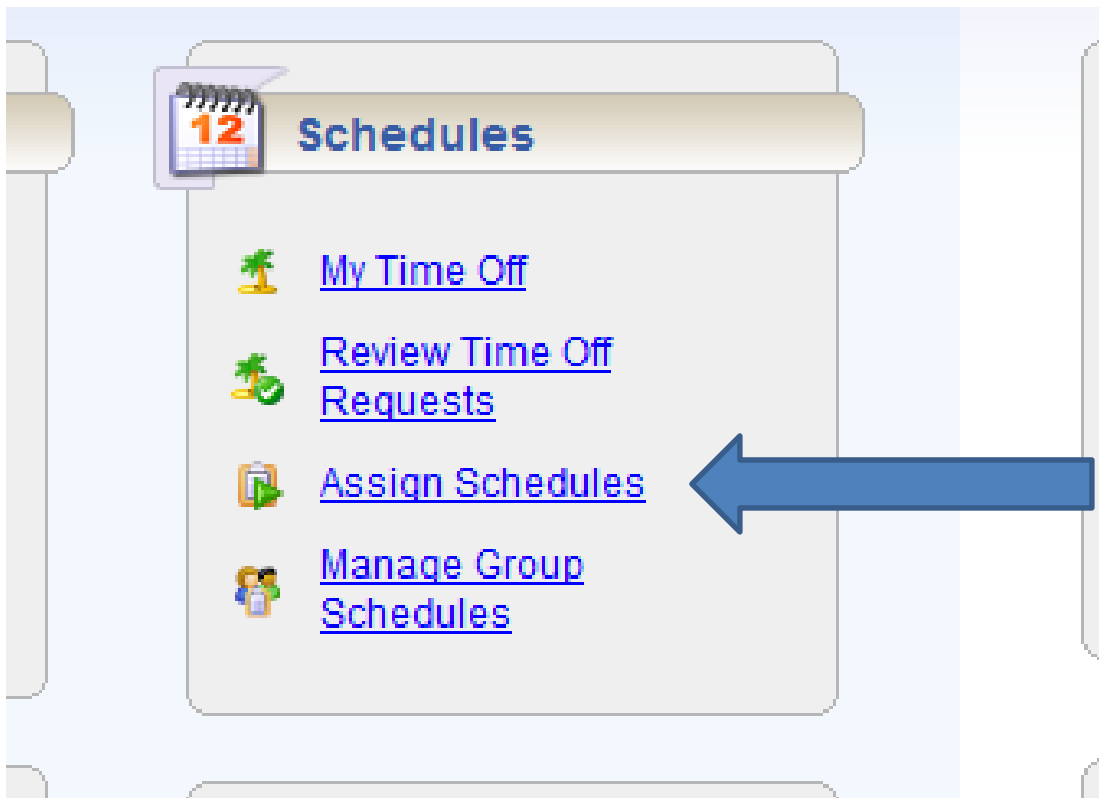 12
Schedules
My Time Off
Review Time Off
Requests
Assign Schedules
Manage Group
Schedules